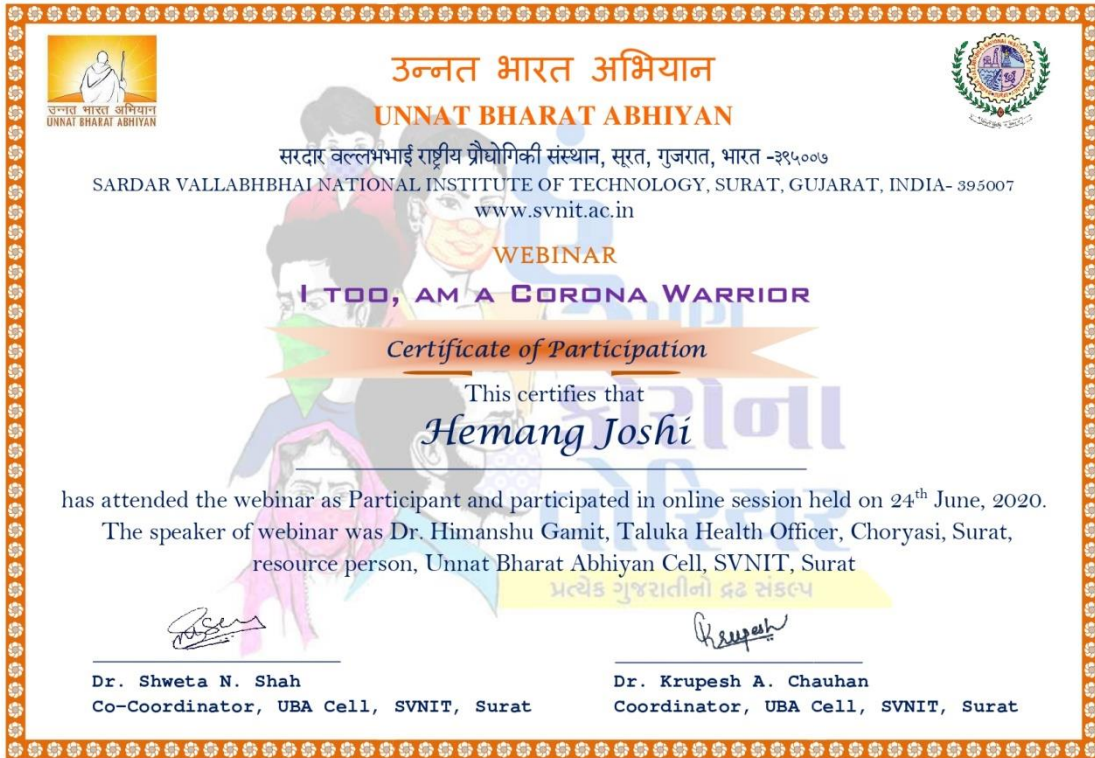 उन्नत भारत अभियान
UNNAT BHARAT ABHIYAN
उन्नत भारत अभियान
UNNAT BHARAT ABHIYAN
सरदार वल्लभभाई राष्ट्रीय प्रौद्योगिकी संस्थान, सूरत, गुजरात, भारत -३९५००७
SARDAR VALLABHBHAI NATIONAL INSTITUTE OF TECHNOLOGY, SURAT, GUJARAT, INDIA- 395007
www.svnit.ac.in
WEBINAR
I TOO, AM A CORONA WARRIOR
હું
પણ
Certificate of Participation
This certifies that
કોરોના
Hemang Joshi
વોરિયર
has attended the webinar as Participant and participated in online session held on 24th June, 2020.
The speaker of webinar was Dr. Himanshu Gamit, Taluka Health Officer, Choryasi, Surat,
resource person, Unnat Bharat Abhiyan Cell, SVNIT, Surat
પ્રત્યેક ગુજરાતીનો દ્રઢ સંકલ્પ
Krupesh
Dr. Shweta N. Shah
Co-Coordinator, UBA Cell, SVNIT, Surat
Dr. Krupesh A. Chauhan
Coordinator, UBA Cell, SVNIT, Surat